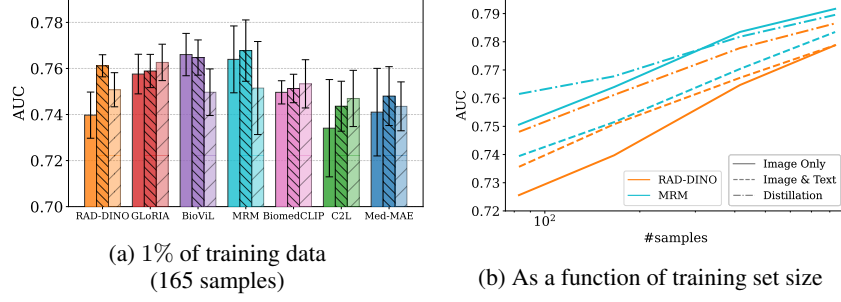 0.78
0.76
0.74
0.72
0.70
AUC
RAD-DINO GLoRIA BioViL MRM BiomedCLIP C2L Med-MAE
(a) 1% of training data
(165 samples)
0.79
0.78
0.77
0.76
0.75
0.74
0.73
0.72
AUC
RAD-DINO
MRM
Image Only
Image & Text
Distillation
10²
#samples
(b) As a function of training set size